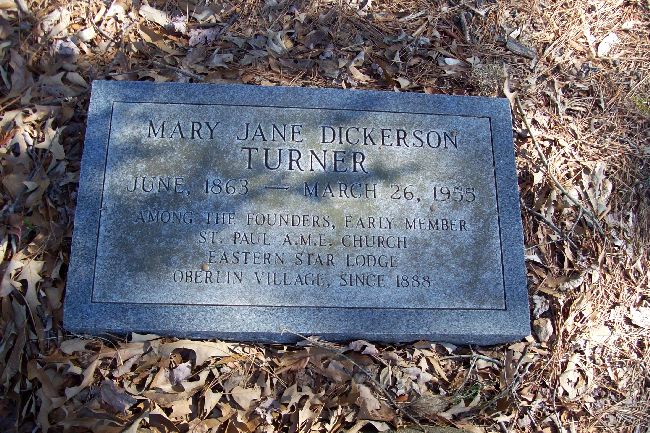 MARY JANE DICKERSON
TURNER
JUNE, 1863 — MARCH 26, 1955
AMONG THE FOUNDERS, EARLY MEMBER
ST. PAUL A.M.E. CHURCH
EASTERN STAR LODGE
OBERLIN VILLAGE, SINCE 1888